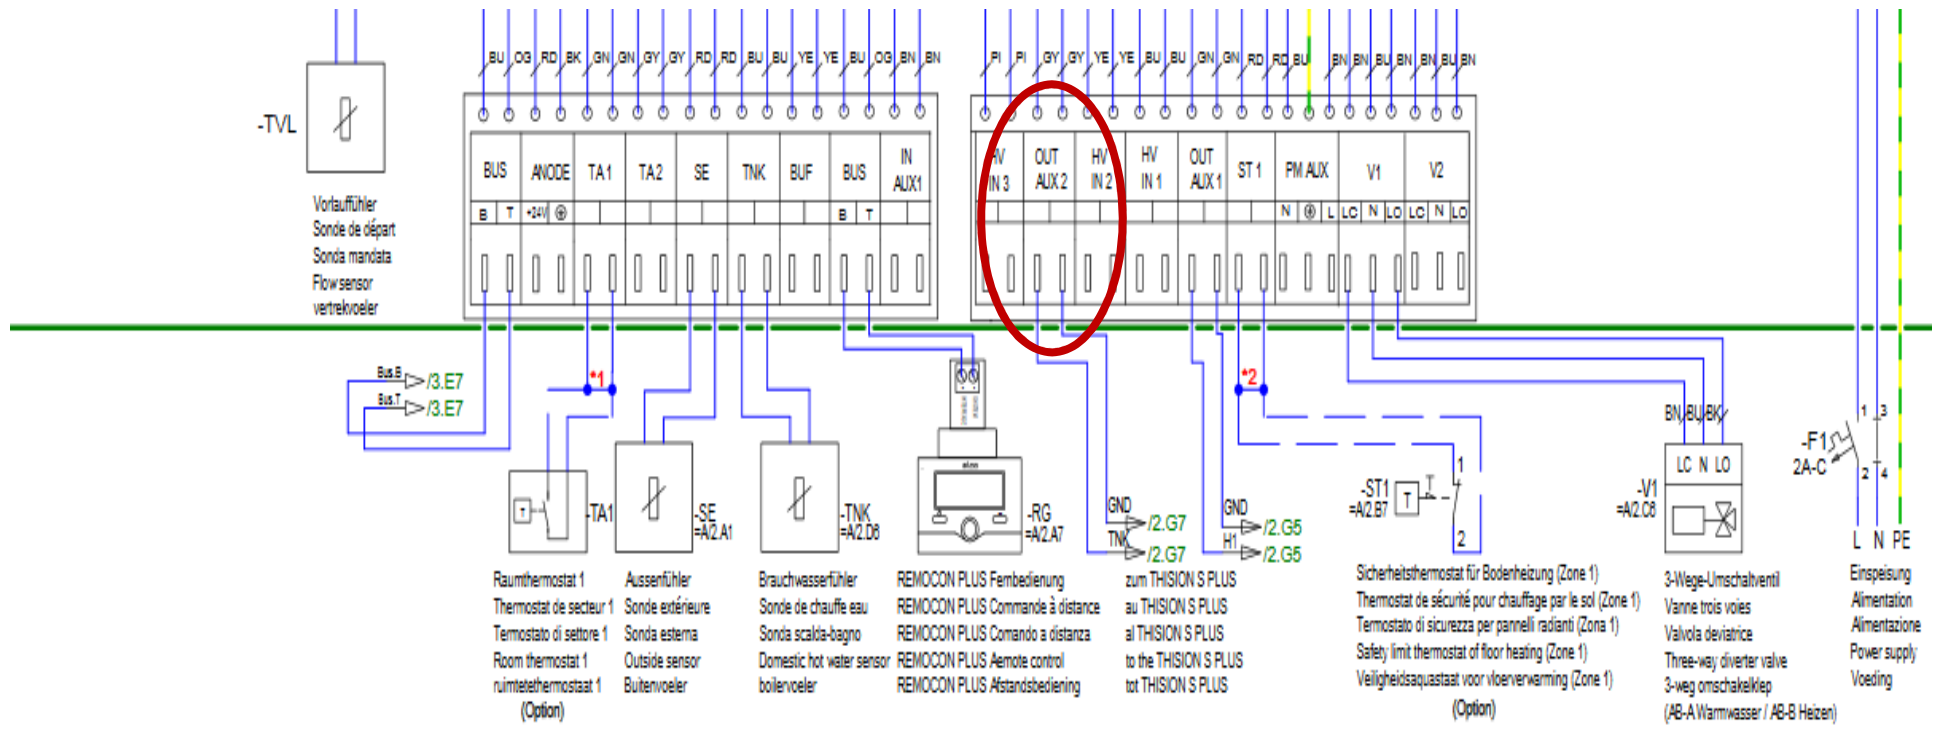 BU OG RD BK GN GN GY GY RD RD BU BU YE YE BU OG BN BN
PI PI GY GY YE YE BU BU GN GN RD RD BU BN BN BU BN BN BU BN
-TVL
Vorlauffühler
Sonde de départ
Sonda mandata
Flow sensor
vertrekvoeler
BUS ANODE TA1 TA2 SE TNK BUF BUS IN AUX1
B T +24V B T
HV IN 3 OUT AUX 2 HV IN 2 HV IN 1 OUT AUX 1 ST 1 PM AUX V1 V2
N L LC N LO LC N LO
Bus.B /3.E7
Bus.T /3.E7
*1
*2
-TA1
T
-SE
=A/2.A1
-TNK
=A/2.D8
-RG
=A/2.A7
GND /2.G7
TNK /2.G7
GND /2.G5
H1 /2.G5
-ST1
=A/2.B7
T
1
2
BN BU BK
LC N LO
-V1
=A/2.C8
-F1
2A-C
1 3
2 4
L N PE
Raumthermostat 1
Thermostat de secteur 1
Termostato di settore 1
Room thermostat 1
ruimtetethermostaat 1
(Option)
Aussenfühler
Sonde extérieure
Sonda esterna
Outside sensor
Buitenvoeler
Brauchwasserfühler
Sonde de chauffe eau
Sonda scalda-bagno
Domestic hot water sensor
boilervoeler
REMOCON PLUS Fernbedienung
REMOCON PLUS Commande à distance
REMOCON PLUS Comando a distanza
REMOCON PLUS Aemote control
REMOCON PLUS Afstandsbediening
zum THISION S PLUS
au THISION S PLUS
al THISION S PLUS
to the THISION S PLUS
tot THISION S PLUS
Sicherheitsthermostat für Bodenheizung (Zone 1)
Thermostat de sécurité pour chauffage par le sol (Zone 1)
Termostato di sicurezza per pannelli radianti (Zona 1)
Safety limit thermostat of floor heating (Zone 1)
Veiligheidsaquastaat voor vloerverwarming (Zone 1)
(Option)
3-Wege-Umschaltventil
Vanne trois voies
Valvola deviatrice
Three-way diverter valve
3-weg omschakelklep
(AB-A Warmwasser / AB-B Heizen)
Einspeisung
Alimentation
Alimentazione
Power supply
Voeding